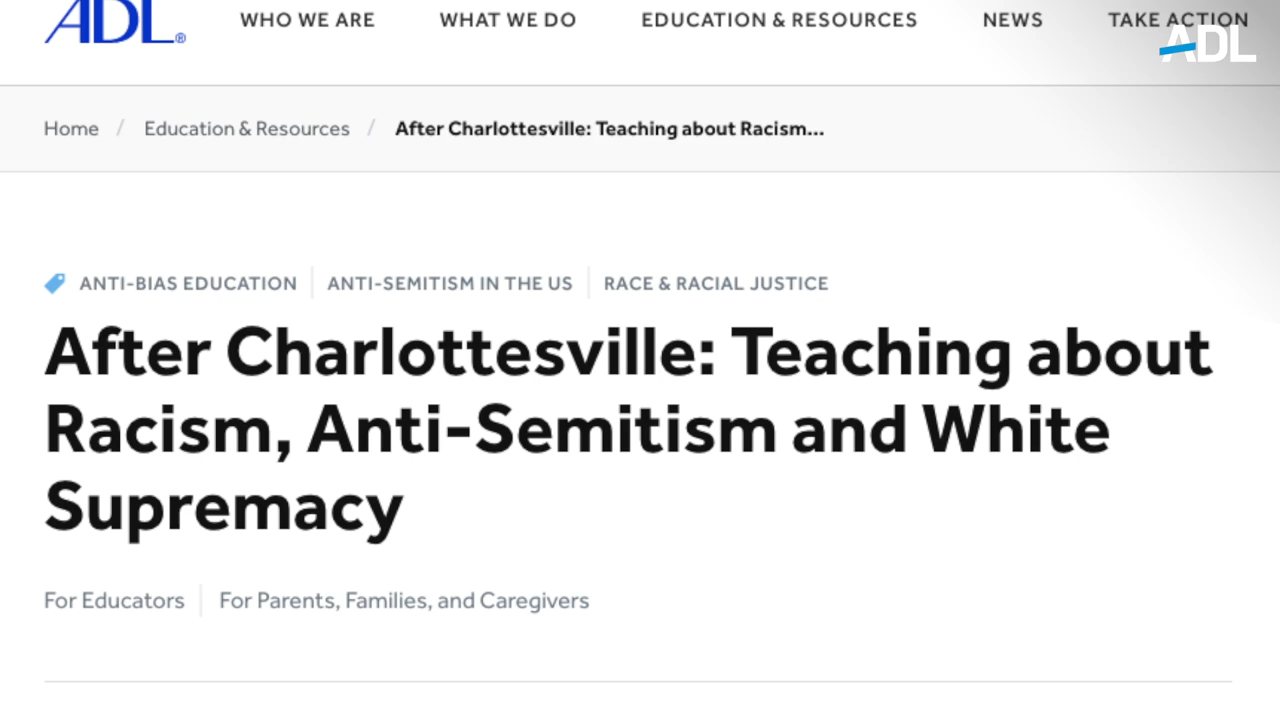 ADL®
WHO WE ARE
WHAT WE DO
EDUCATION & RESOURCES
NEWS
TAKE ACTION
ADL
Home / Education & Resources / After Charlottesville: Teaching about Racism...
ANTI-BIAS EDUCATION | ANTI-SEMITISM IN THE US | RACE & RACIAL JUSTICE
After Charlottesville: Teaching about
Racism, Anti-Semitism and White
Supremacy
For Educators | For Parents, Families, and Caregivers